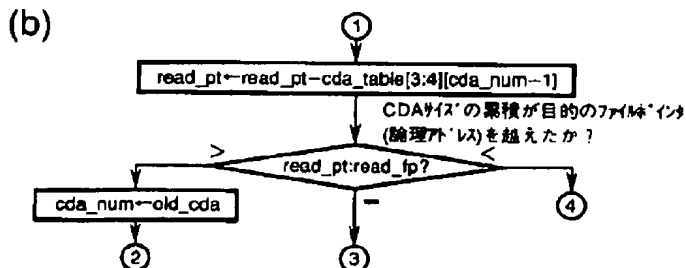 (b)
1
read_pt←read_pt−cda_table[3:4][cda_num−1]
CDAサイズの累積が目的のファイルポインタ
(論理アドレス)を越えたか?
> read_pt:read_fp? <
cda_num←old_cda
=
4
2
3